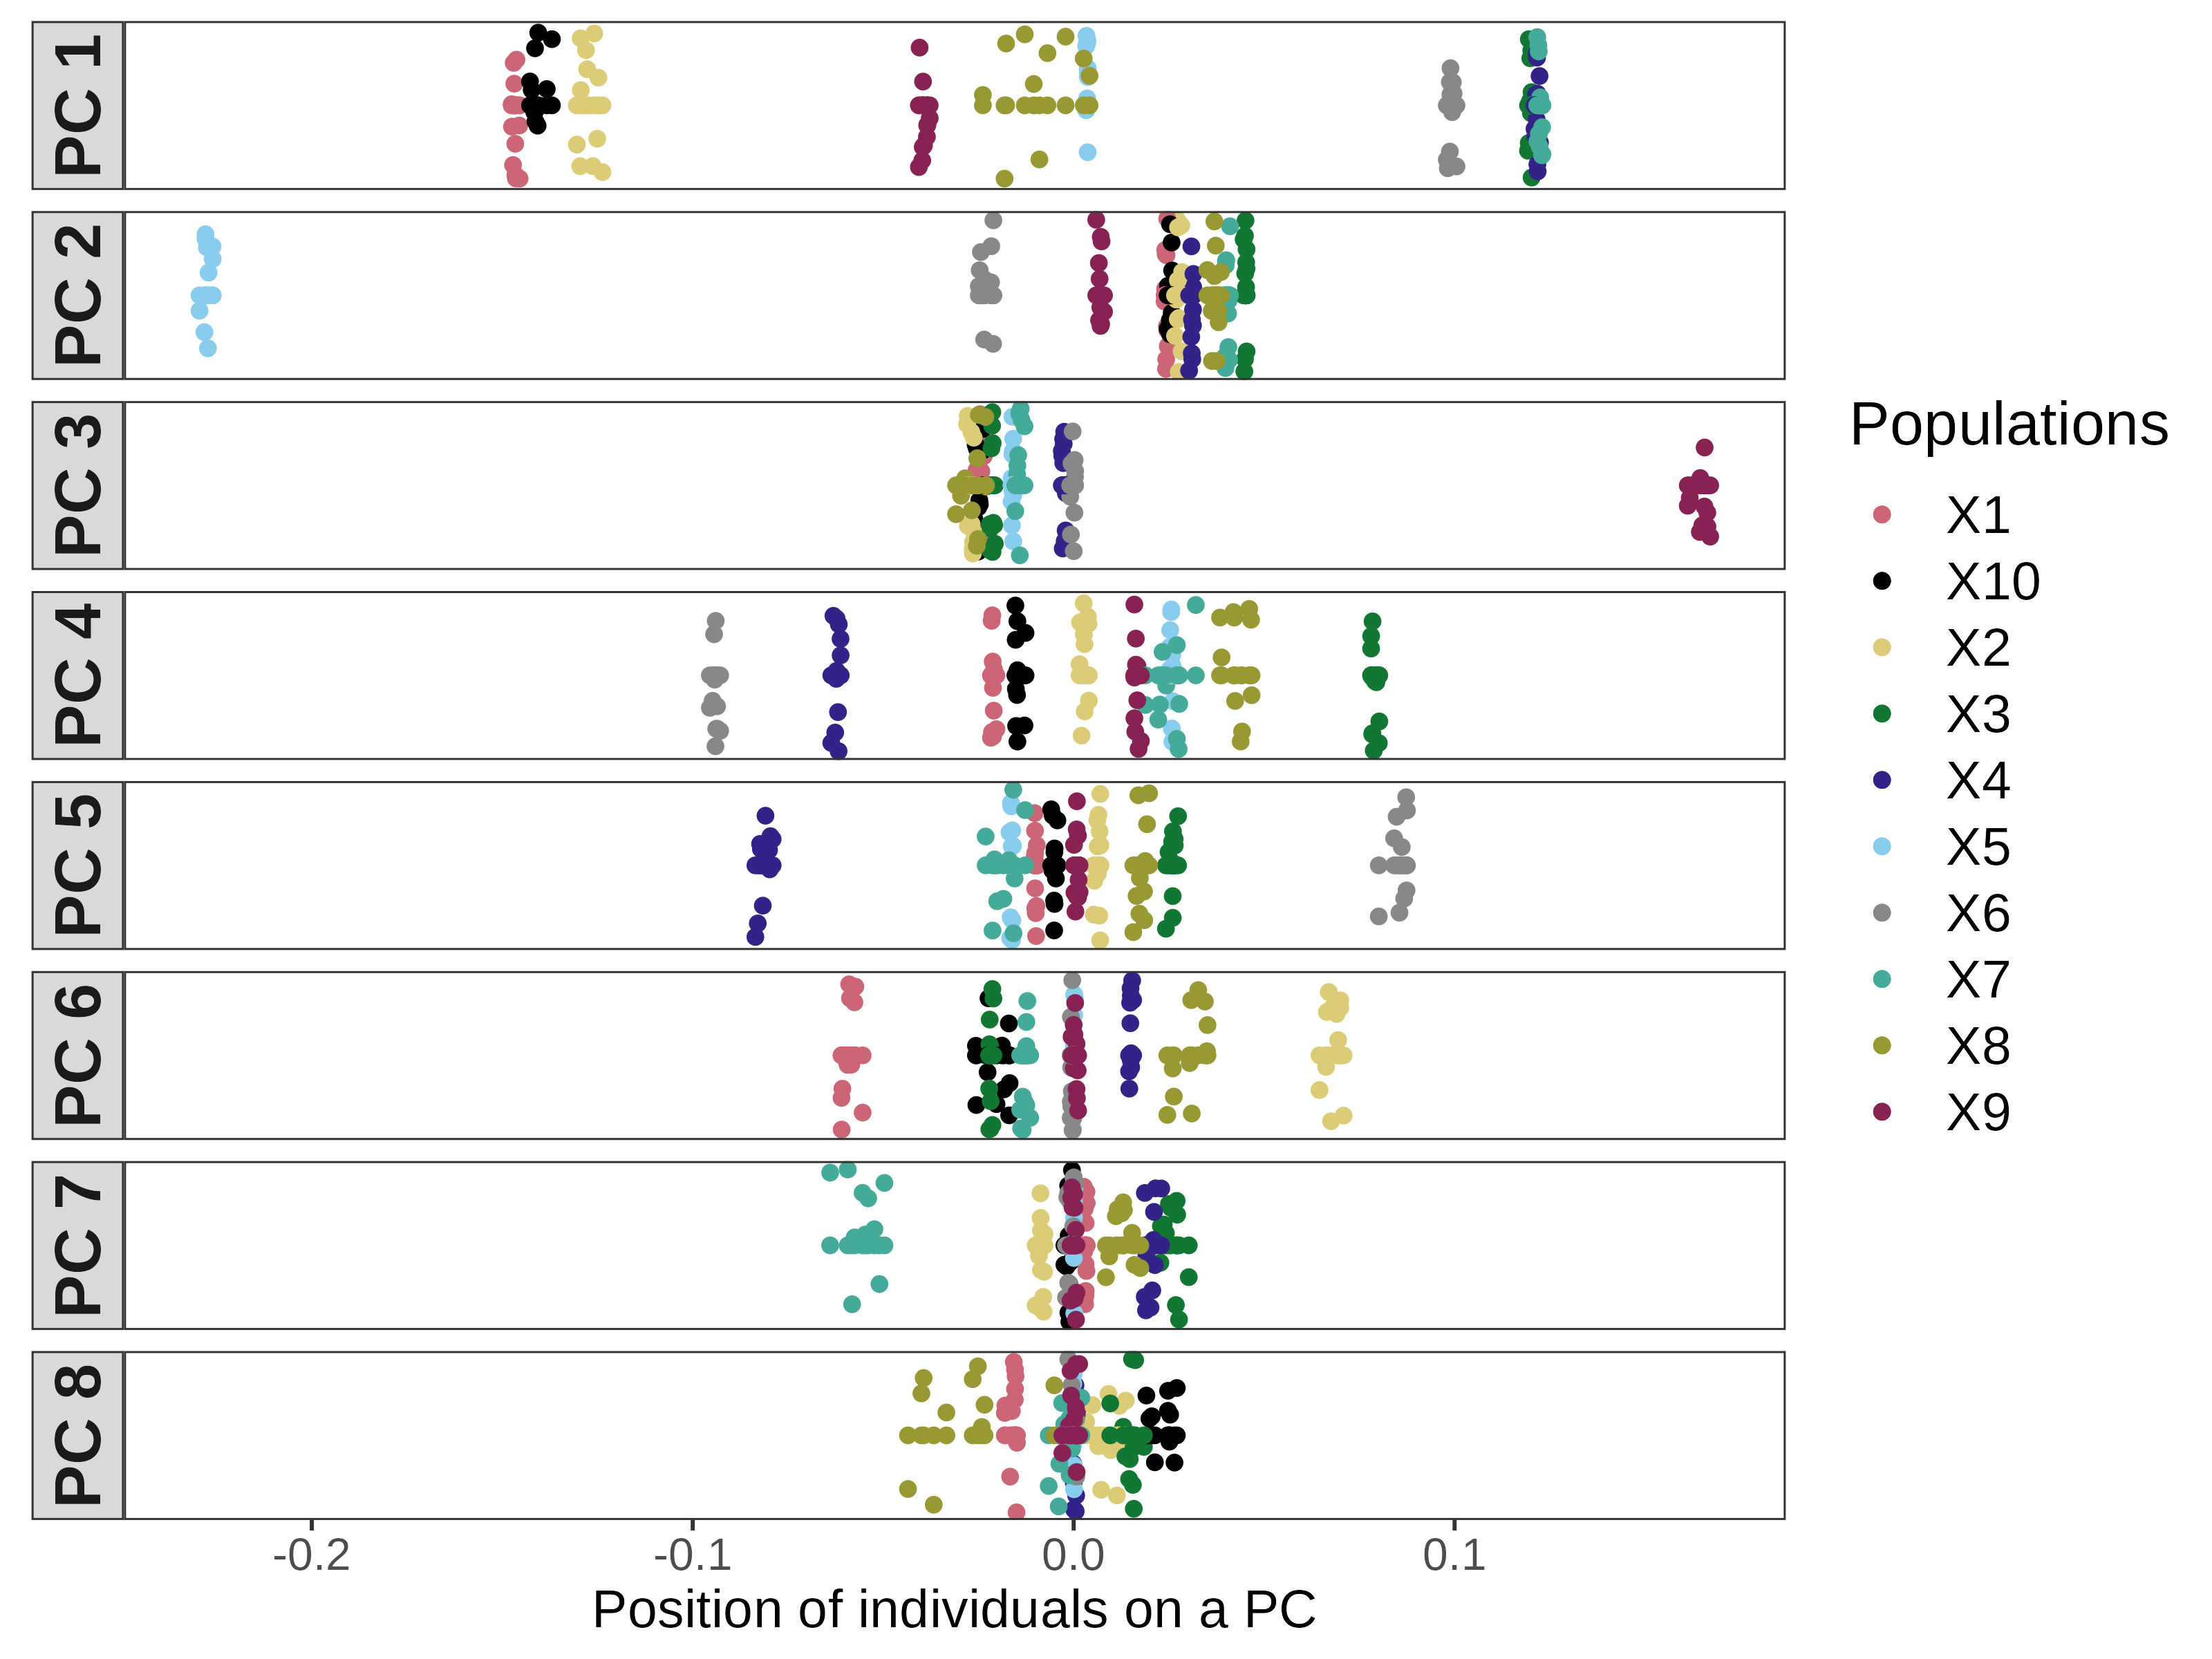 PC 1
PC 2
PC 3
PC 4
PC 5
PC 6
PC 7
PC 8
-0.2
-0.1
0.0
0.1
Position of individuals on a PC
Populations
X1
X10
X2
X3
X4
X5
X6
X7
X8
X9